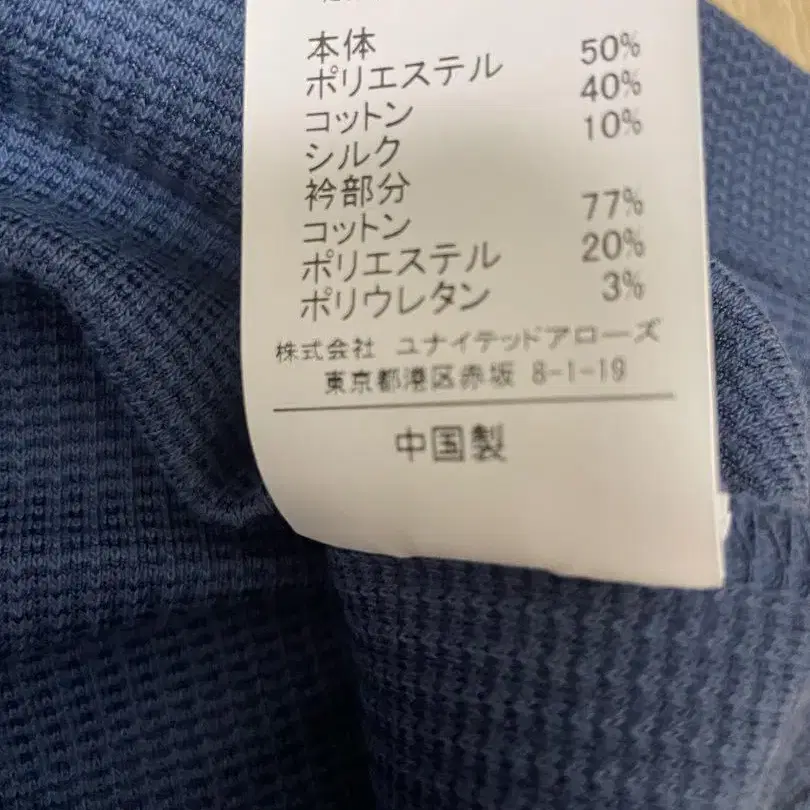 本体
ポリエステル 50%
コットン 40%
シルク 10%
衿部分
コットン 77%
ポリエステル 20%
ポリウレタン 3%
株式会社 ユナイテッドアローズ
東京都港区赤坂 8-1-19
中国製